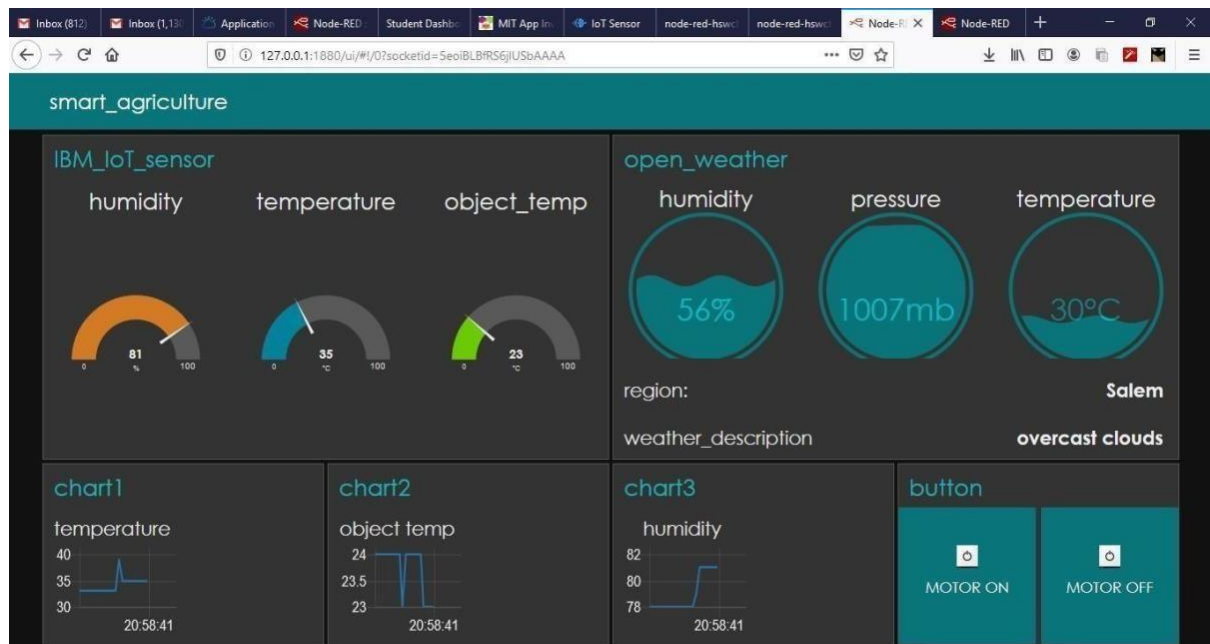 Inbox (812)
Inbox (1,130
Application
Node-RED :
Student Dashbo
MIT App In
IoT Sensor
node-red-hswc
node-red-hswc
Node-R
Node-RED
127.0.0.1:1880/ui/#!/0?socketid=
smart_agriculture
IBM_IoT_sensor
humidity temperature object_temp
81 35 23
0 % 100 0 °C 100 0 °C 100
open_weather
humidity pressure temperature
56% 1007mb 30°C
region: Salem
weather_description overcast clouds
chart1
temperature
40
35
30
20:58:41
chart2
object temp
24
23.5
23
20:58:41
chart3
humidity
82
80
78
20:58:41
button
MOTOR ON MOTOR OFF